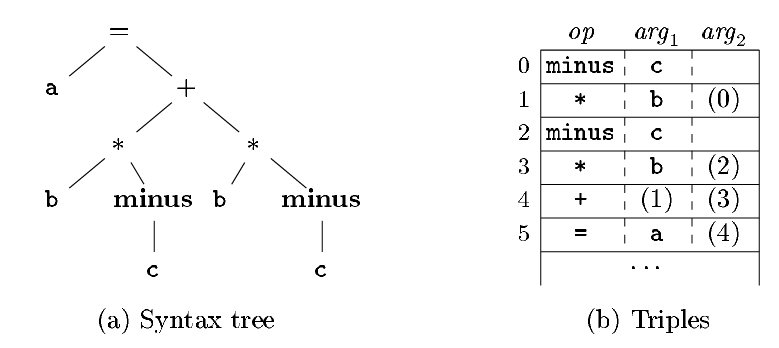 =
a +
* *
b minus b minus
c c
(a) Syntax tree
op arg1 arg2
0 minus c
1 * b (0)
2 minus c
3 * b (2)
4 + (1) (3)
5 = a (4)
...
(b) Triples